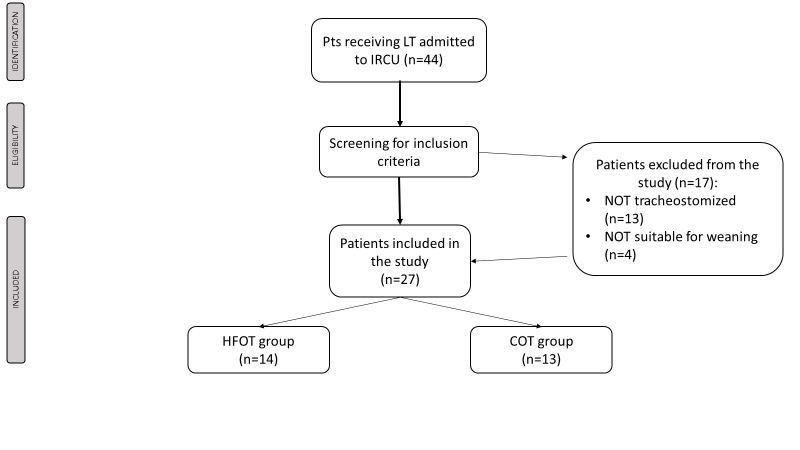 IDENTIFICATION
Pts receiving LT admitted
to IRCU (n=44)
ELIGIBILITY
Screening for inclusion
criteria
Patients excluded from the
study (n=17):
• NOT tracheostomized
(n=13)
• NOT suitable for weaning
(n=4)
INCLUDED
Patients included in
the study
(n=27)
HFOT group
(n=14)
COT group
(n=13)